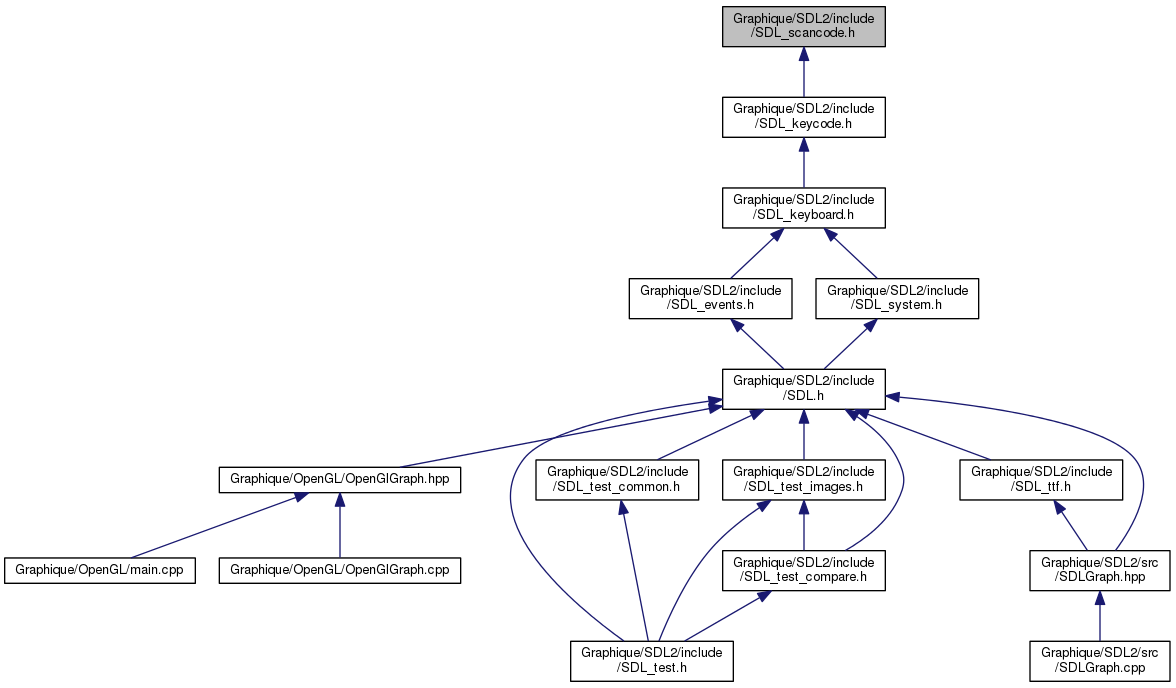 Graphique/SDL2/include
/SDL_scancode.h
Graphique/SDL2/include
/SDL_keycode.h
Graphique/SDL2/include
/SDL_keyboard.h
Graphique/SDL2/include
/SDL_events.h
Graphique/SDL2/include
/SDL_system.h
Graphique/SDL2/include
/SDL.h
Graphique/OpenGL/OpenGlGraph.hpp
Graphique/SDL2/include
/SDL_test_common.h
Graphique/SDL2/include
/SDL_test_images.h
Graphique/SDL2/include
/SDL_ttf.h
Graphique/OpenGL/main.cpp
Graphique/OpenGL/OpenGlGraph.cpp
Graphique/SDL2/include
/SDL_test_compare.h
Graphique/SDL2/src
/SDLGraph.hpp
Graphique/SDL2/include
/SDL_test.h
Graphique/SDL2/src
/SDLGraph.cpp